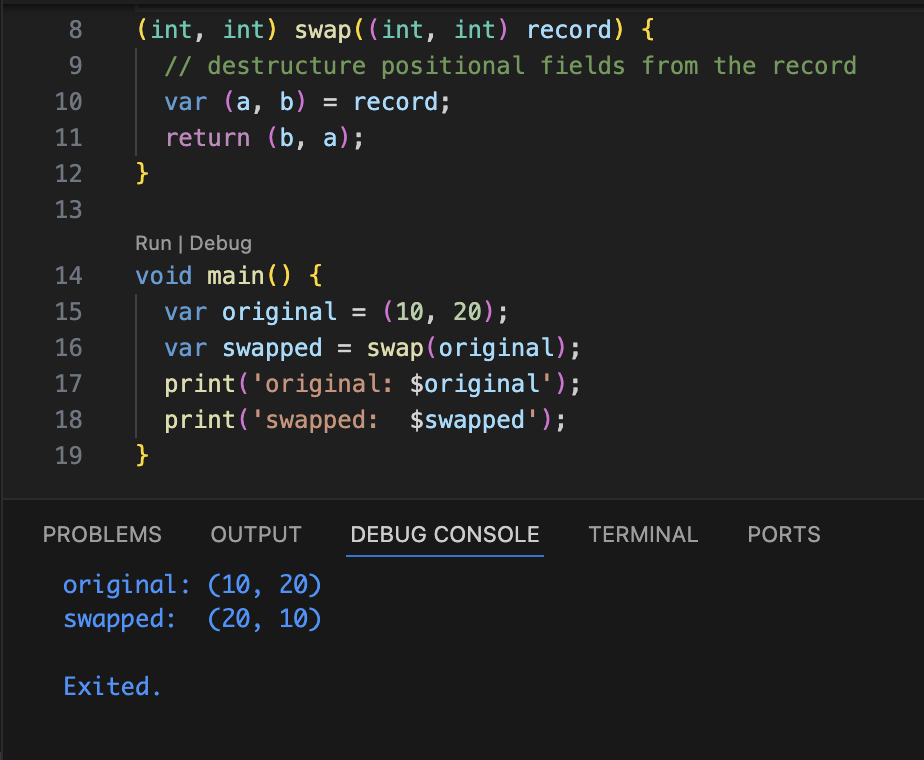 8 (int, int) swap((int, int) record) {
9 // destructure positional fields from the record
10 var (a, b) = record;
11 return (b, a);
12 }
13
Run | Debug
14 void main() {
15 var original = (10, 20);
16 var swapped = swap(original);
17 print('original: $original');
18 print('swapped:  $swapped');
19 }
PROBLEMS OUTPUT DEBUG CONSOLE TERMINAL PORTS
original: (10, 20)
swapped:  (20, 10)
Exited.